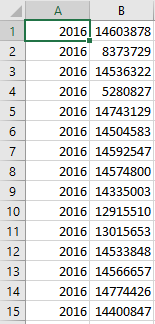 A B
1 2016 14603878
2 2016 8373729
3 2016 14536322
4 2016 5280827
5 2016 14743129
6 2016 14504583
7 2016 14592547
8 2016 14574800
9 2016 14335003
10 2016 12915510
11 2016 13015653
12 2016 14533848
13 2016 14566657
14 2016 14774426
15 2016 14400847